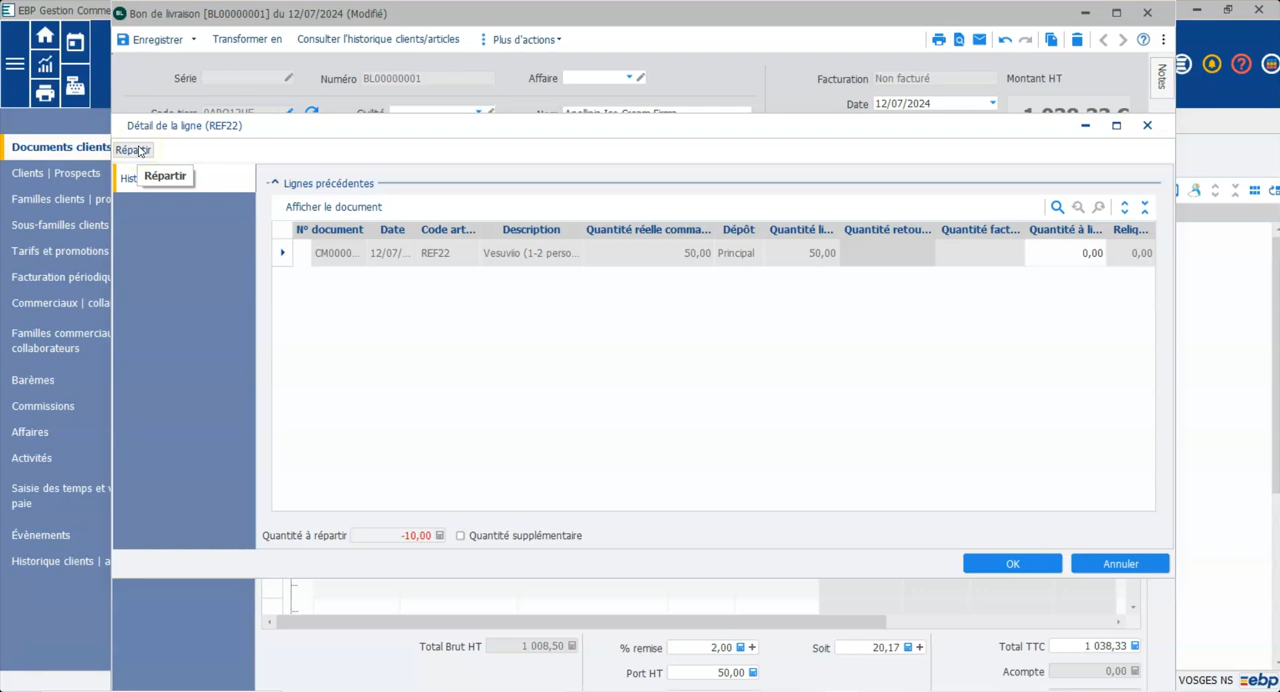 EBP Gestion Comme
Bon de livraison [BL00000001] du 12/07/2024 (Modifié)
Enregistrer
Transformer en
Consulter l'historique clients/articles
Plus d'actions
Série
Numéro
BL00000001
Affaire
Facturation
Non facturé
Montant HT
Notes
Date
12/07/2024
Détail de la ligne (REF22)
Répartir
Répartir
Hist
Documents clients
Clients | Prospects
Familles clients | pro
Sous-familles clients
Tarifs et promotions
Facturation périodiqu
Commerciaux | colla
Familles commerciau
collaborateurs
Barèmes
Commissions
Affaires
Activités
Saisie des temps et v
paie
Évènements
Historique clients | a
Lignes précédentes
Afficher le document
N° document
Date
Code art...
Description
Quantité réelle comma...
Dépôt
Quantité li...
Quantité retou...
Quantité fact...
Quantité à li...
Reliq...
CM0000...
12/07/...
REF22
Vesuvio (1-2 perso...
50,00
Principal
50,00
0,00
0,00
Quantité à répartir
-10,00
Quantité supplémentaire
OK
Annuler
Total Brut HT
1 008,50
% remise
2,00
Soit
20,17
Total TTC
1 038,33
Port HT
50,00
Acompte
0,00
VOSGES NS
ebp